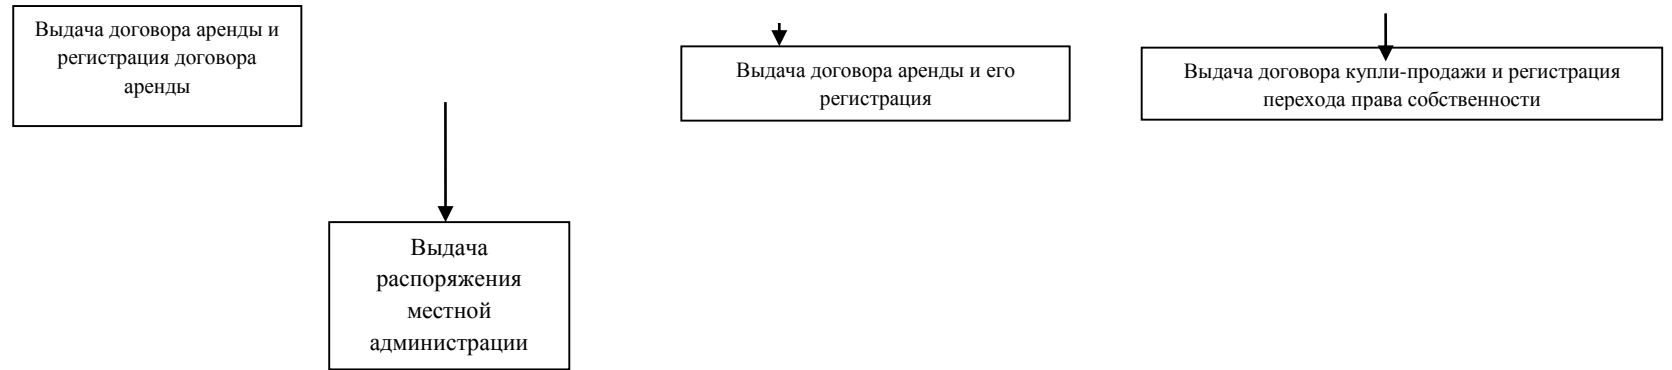 Выдача договора аренды и
регистрация договора
аренды
Выдача договора аренды и его
регистрация
Выдача договора купли-продажи и регистрация
перехода права собственности
Выдача
распоряжения
местной
администрации